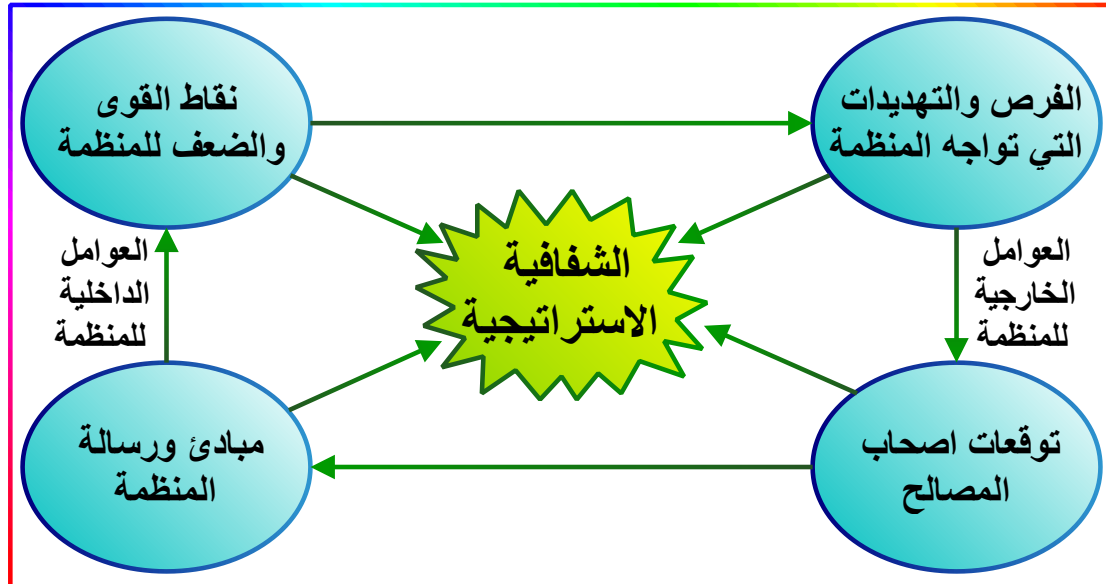 الفرص والتهديدات
التي تواجه المنظمة
نقاط القوى
والضعف للمنظمة
العوامل
الخارجية
للمنظمة
الشفافية
الاستراتيجية
العوامل
الداخلية
للمنظمة
توقعات اصحاب
المصالح
مبادئ ورسالة
المنظمة